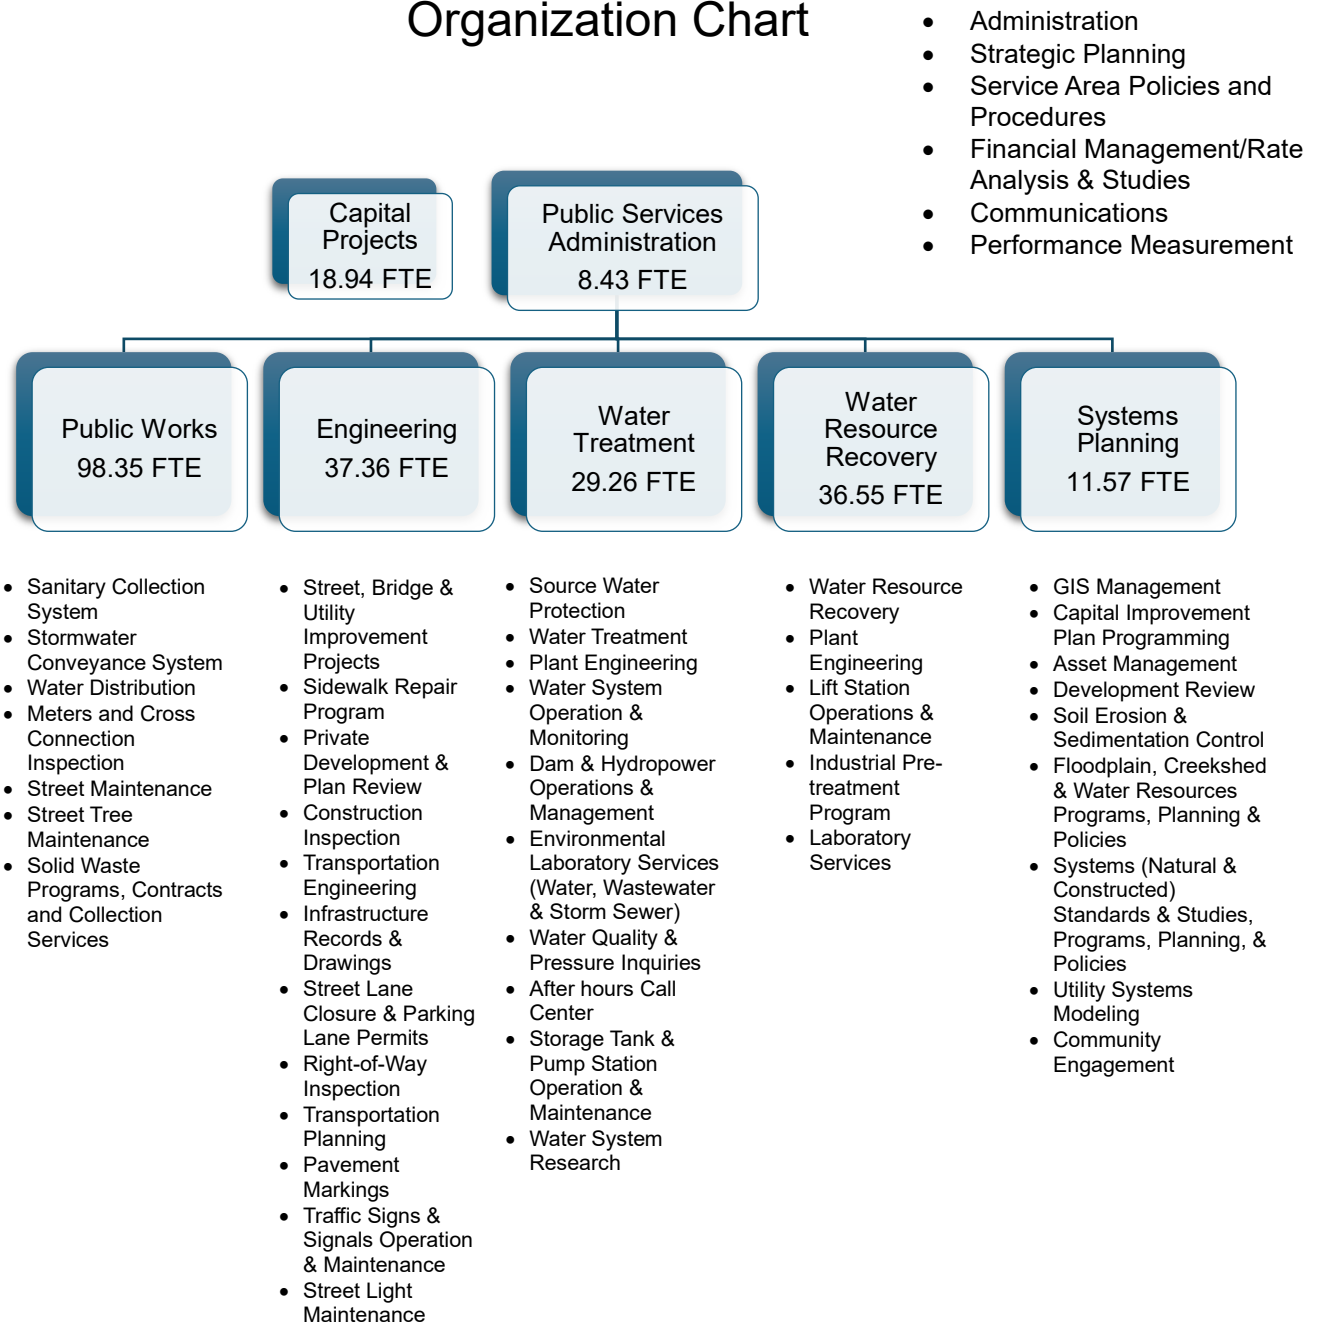 Organization Chart
Administration
Strategic Planning
Service Area Policies and
Procedures
Financial Management/Rate
Analysis & Studies
Communications
Performance Measurement
Capital
Projects
18.94 FTE
Public Services
Administration
8.43 FTE
Public Works
98.35 FTE
Engineering
37.36 FTE
Water
Treatment
29.26 FTE
Water
Resource
Recovery
36.55 FTE
Systems
Planning
11.57 FTE
Sanitary Collection
System
Stormwater
Conveyance System
Water Distribution
Meters and Cross
Connection
Inspection
Street Maintenance
Street Tree
Maintenance
Solid Waste
Programs, Contracts
and Collection
Services
Street, Bridge &
Utility
Improvement
Projects
Sidewalk Repair
Program
Private
Development &
Plan Review
Construction
Inspection
Transportation
Engineering
Infrastructure
Records &
Drawings
Street Lane
Closure & Parking
Lane Permits
Right-of-Way
Inspection
Transportation
Planning
Pavement
Markings
Traffic Signs &
Signals Operation
& Maintenance
Street Light
Maintenance
Source Water
Protection
Water Treatment
Plant Engineering
Water System
Operation &
Monitoring
Dam & Hydropower
Operations &
Management
Environmental
Laboratory Services
(Water, Wastewater
& Storm Sewer)
Water Quality &
Pressure Inquiries
After hours Call
Center
Storage Tank &
Pump Station
Operation &
Maintenance
Water System
Research
Water Resource
Recovery
Plant
Engineering
Lift Station
Operations &
Maintenance
Industrial Pre-
treatment
Program
Laboratory
Services
GIS Management
Capital Improvement
Plan Programming
Asset Management
Development Review
Soil Erosion &
Sedimentation Control
Floodplain, Creekshed
& Water Resources
Programs, Planning &
Policies
Systems (Natural &
Constructed)
Standards & Studies,
Programs, Planning, &
Policies
Utility Systems
Modeling
Community
Engagement